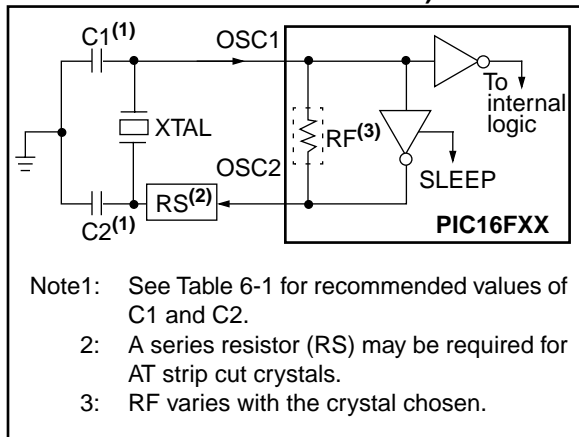 C1(1)
OSC1
To
internal
logic
XTAL
RF(3)
OSC2
SLEEP
RS(2)
C2(1)
PIC16FXX
Note1: See Table 6-1 for recommended values of
C1 and C2.
2: A series resistor (RS) may be required for
AT strip cut crystals.
3: RF varies with the crystal chosen.